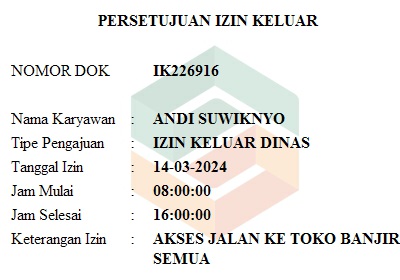 PERSETUJUAN IZIN KELUAR
NOMOR DOK IK226916
Nama Karyawan : ANDI SUWIKNYO
Tipe Pengajuan : IZIN KELUAR DINAS
Tanggal Izin : 14-03-2024
Jam Mulai : 08:00:00
Jam Selesai : 16:00:00
Keterangan Izin : AKSES JALAN KE TOKO BANJIR
SEMUA